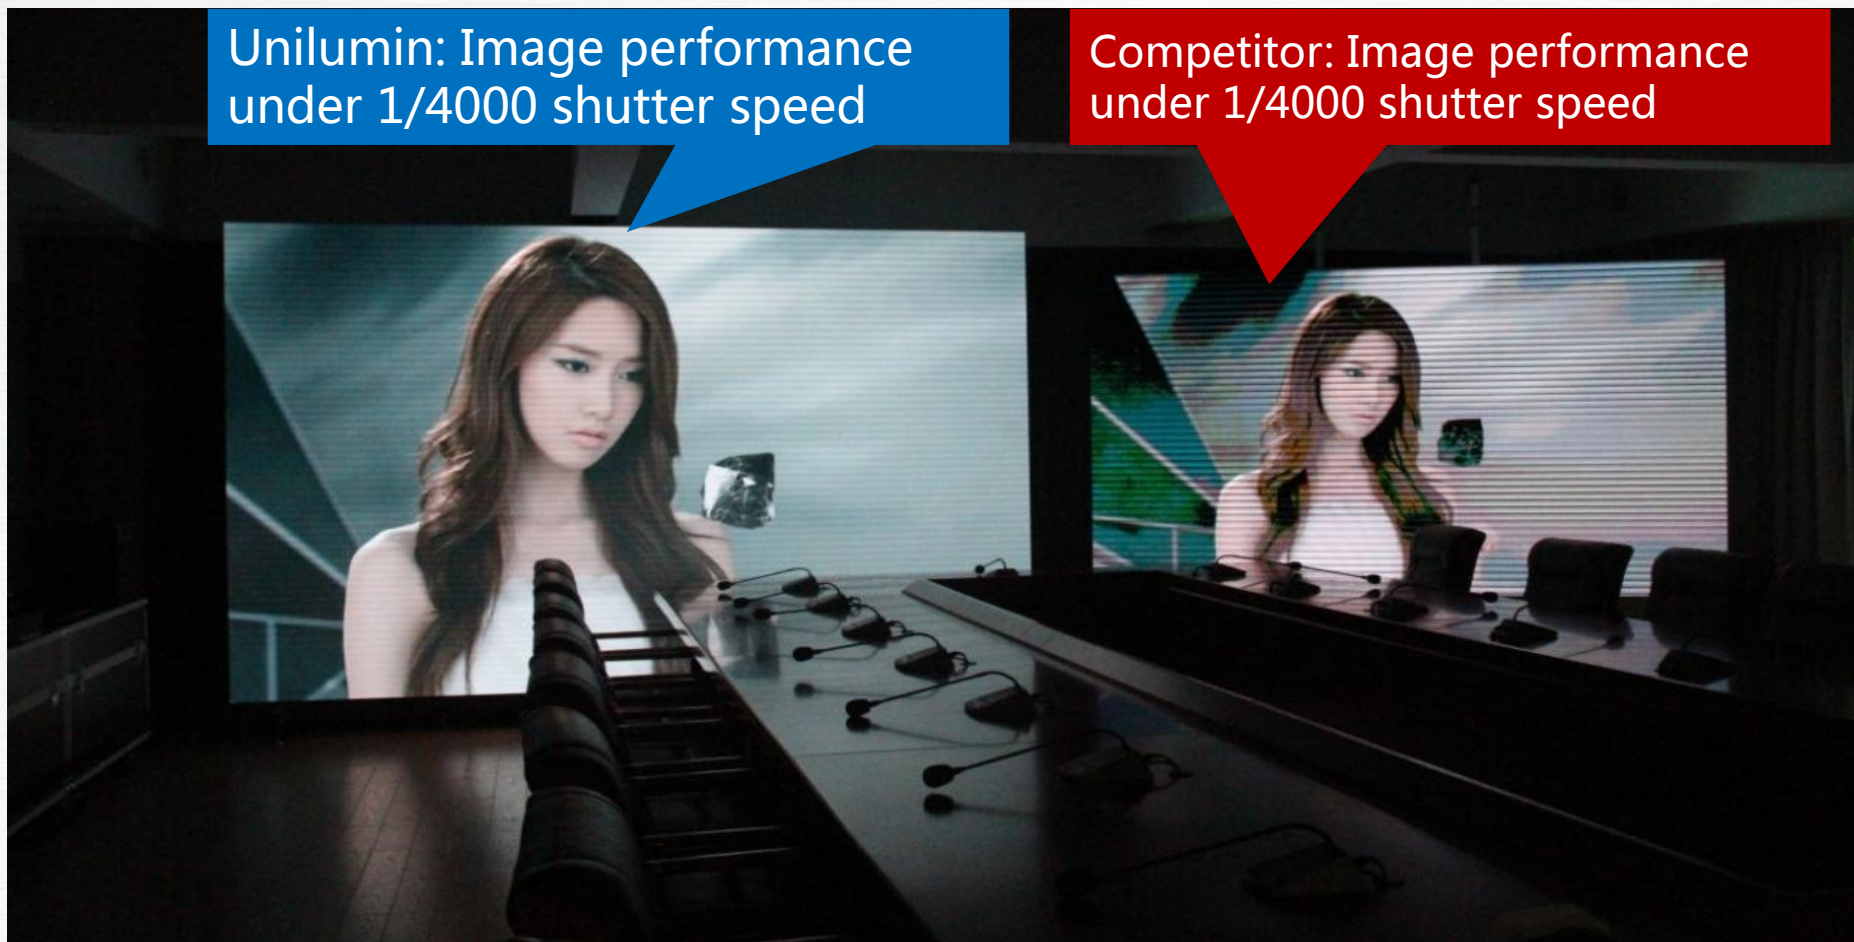 Unilumin: Image performance
under 1/4000 shutter speed
Competitor: Image performance
under 1/4000 shutter speed